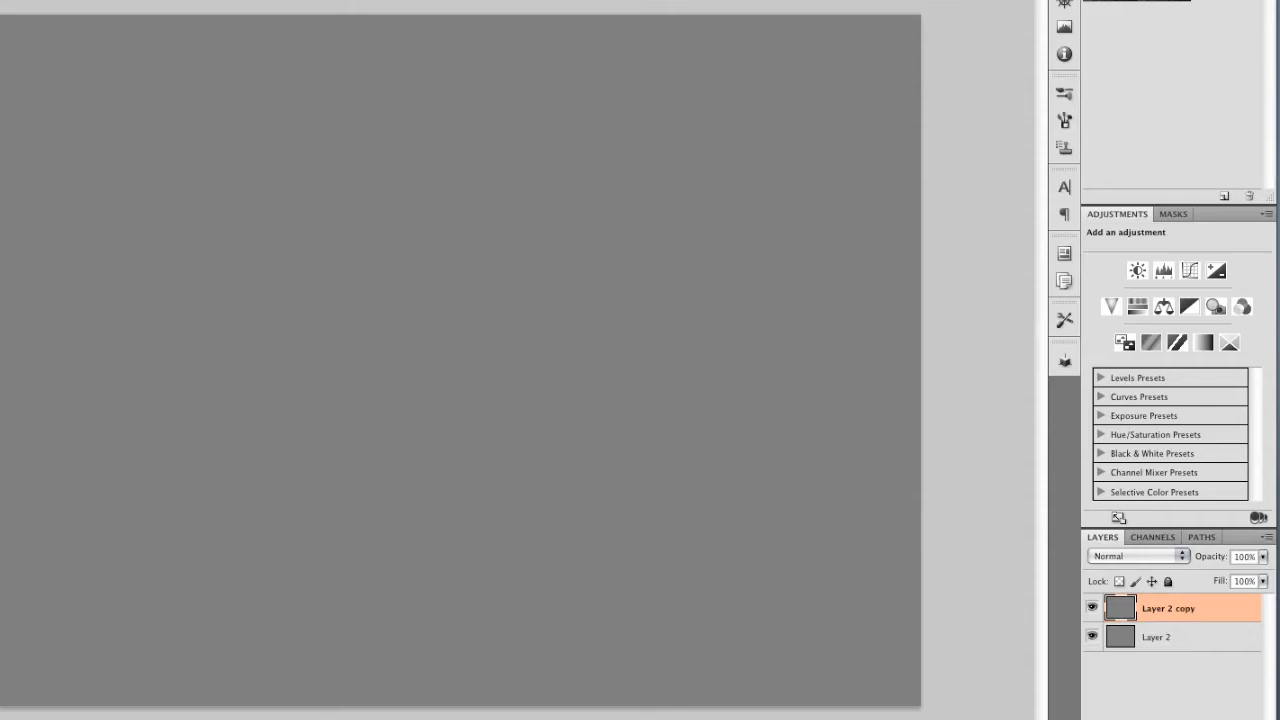 A
ADJUSTMENTS MASKS
Add an adjustment
Levels Presets
Curves Presets
Exposure Presets
Hue/Saturation Presets
Black & White Presets
Channel Mixer Presets
Selective Color Presets
LAYERS CHANNELS PATHS
Normal Opacity: 100%
Lock: Fill: 100%
Layer 2 copy
Layer 2